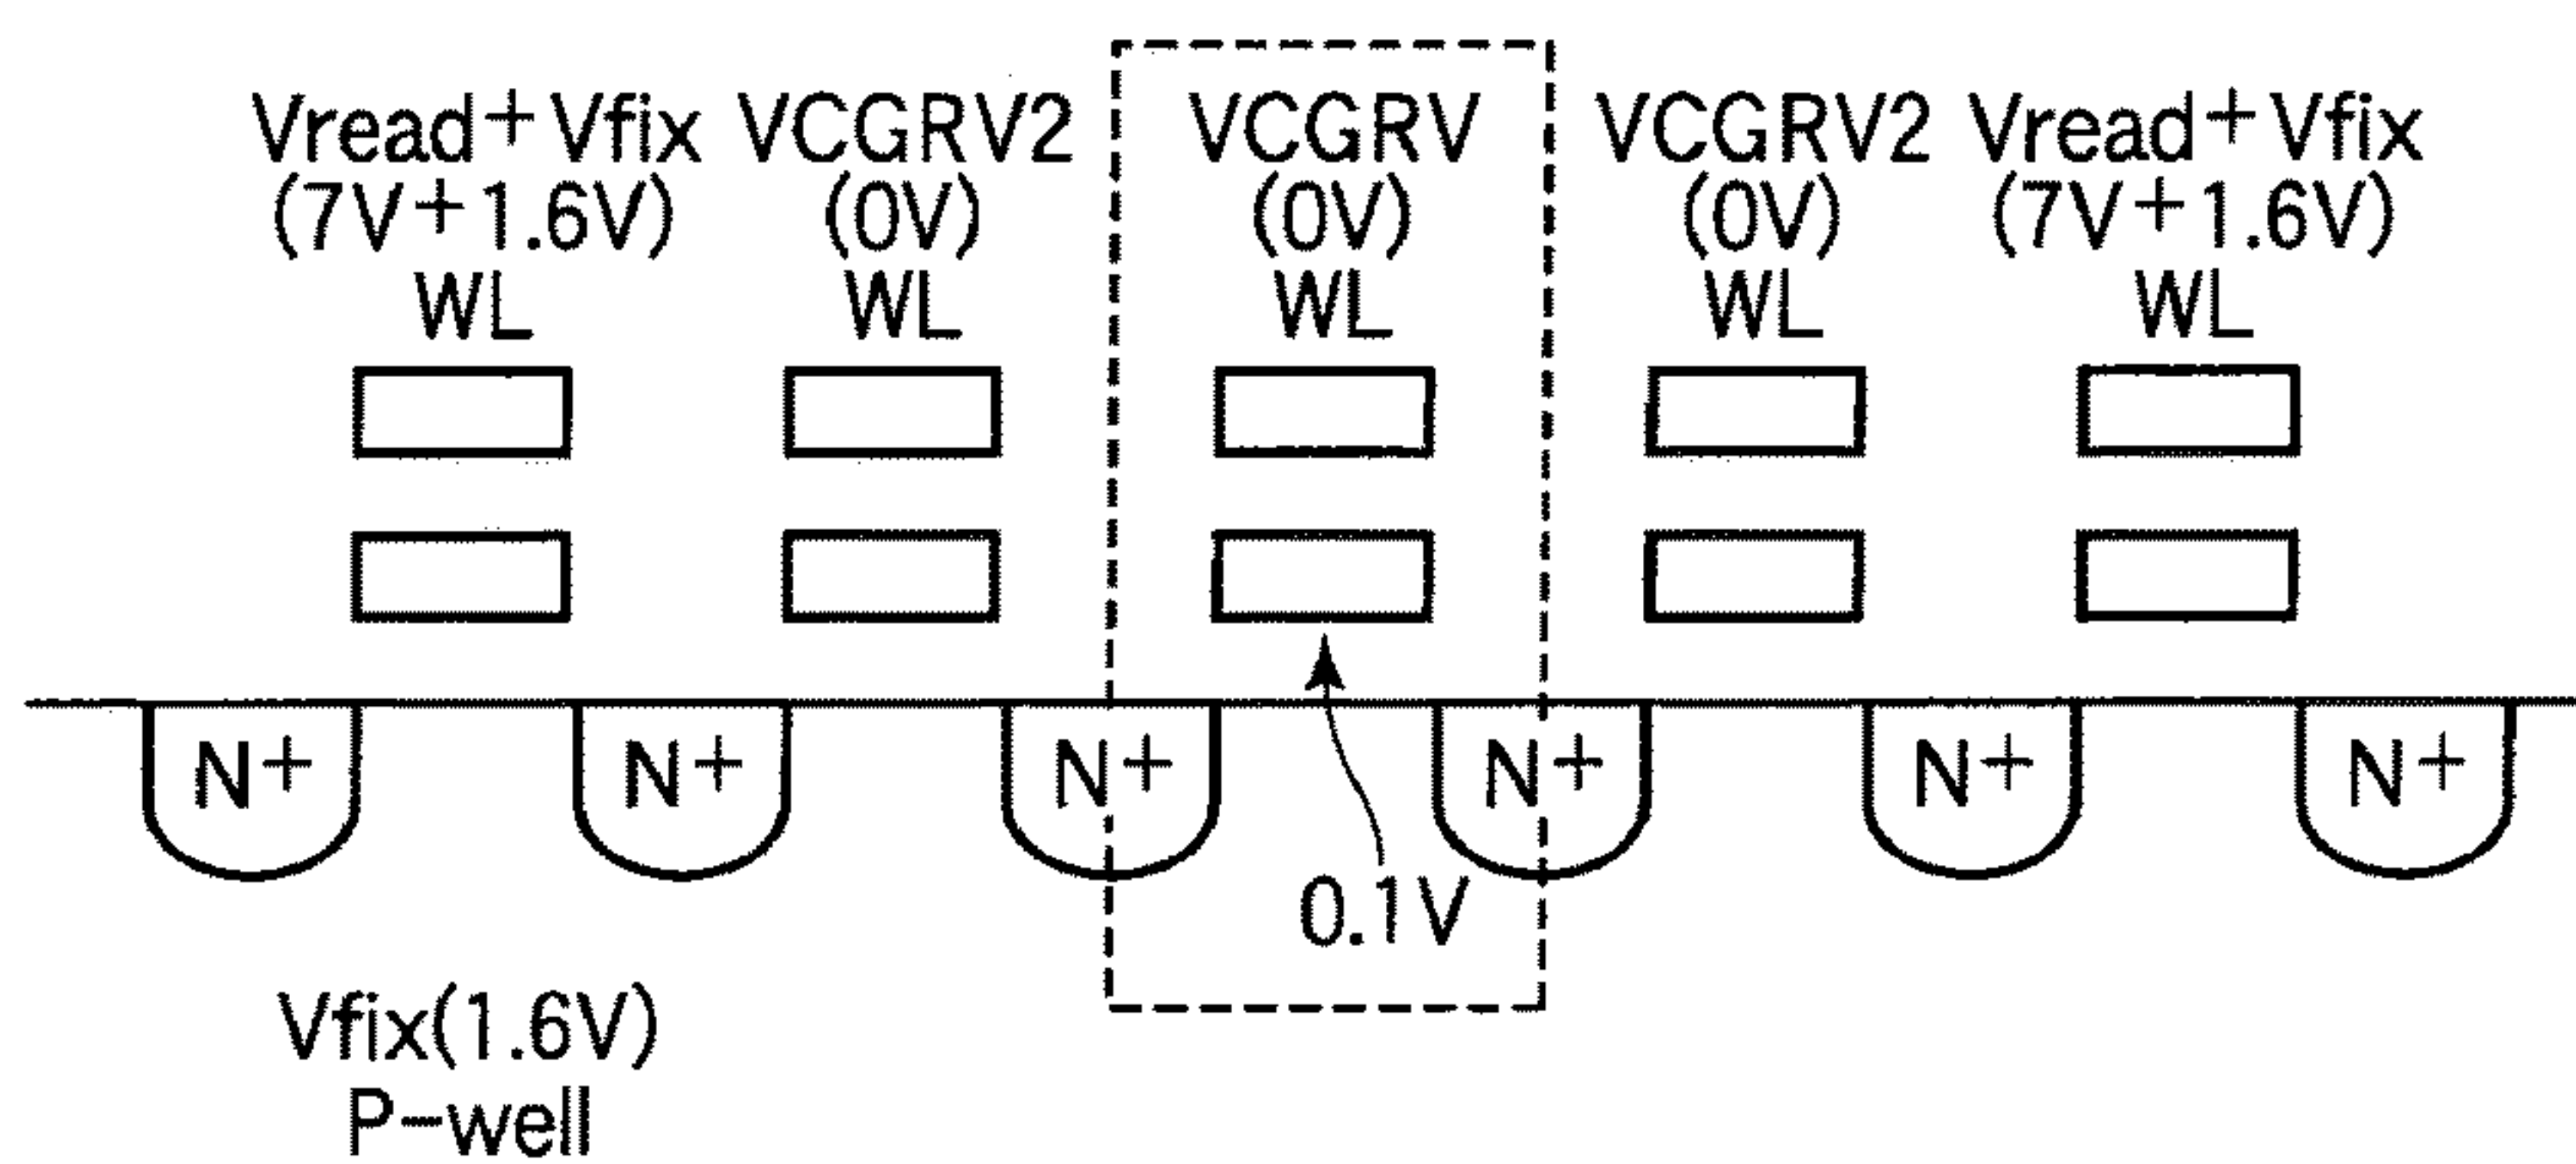 Vread+Vfix VCGRV2 VCGRV VCGRV2 Vread+Vfix
(7V+1.6V) (0V) (0V) (0V) (7V+1.6V)
WL WL WL WL WL
N+ N+ N+ N+ N+ N+
0.1V
Vfix(1.6V)
P-well